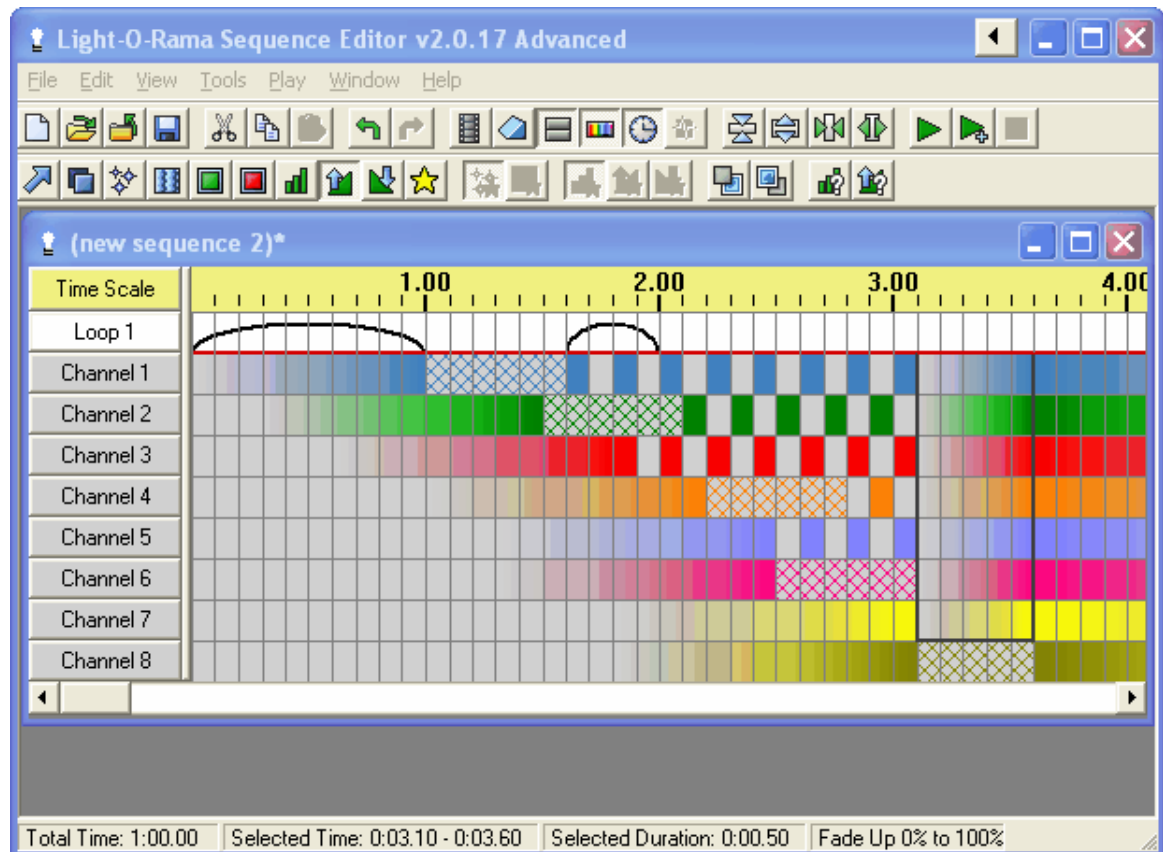 Light-O-Rama Sequence Editor v2.0.17 Advanced
File Edit View Tools Play Window Help
(new sequence 2)*
Time Scale 1.00 2.00 3.00 4.00
Loop 1
Channel 1
Channel 2
Channel 3
Channel 4
Channel 5
Channel 6
Channel 7
Channel 8
Total Time: 1:00.00 Selected Time: 0:03.10 - 0:03.60 Selected Duration: 0:00.50 Fade Up 0% to 100%